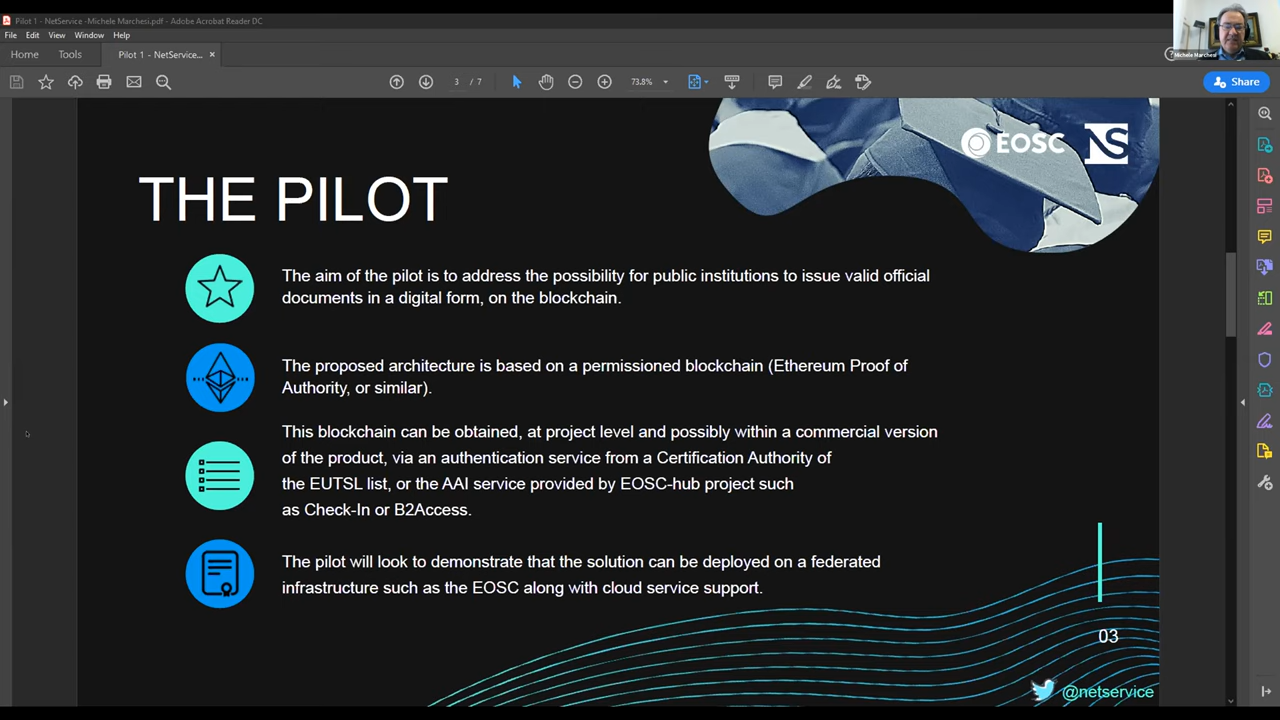 Pilot 1 - NetService -Michele Marchesi.pdf - Adobe Acrobat Reader DC
File Edit View Window Help
Home Tools Pilot 1 - NetService... ×
3 / 7 73.8% Share
Michele Marchesi
EOSC NS
THE PILOT
The aim of the pilot is to address the possibility for public institutions to issue valid official
documents in a digital form, on the blockchain.
The proposed architecture is based on a permissioned blockchain (Ethereum Proof of
Authority, or similar).
This blockchain can be obtained, at project level and possibly within a commercial version
of the product, via an authentication service from a Certification Authority of
the EUTSL list, or the AAI service provided by EOSC-hub project such
as Check-In or B2Access.
The pilot will look to demonstrate that the solution can be deployed on a federated
infrastructure such as the EOSC along with cloud service support.
03
@netservice